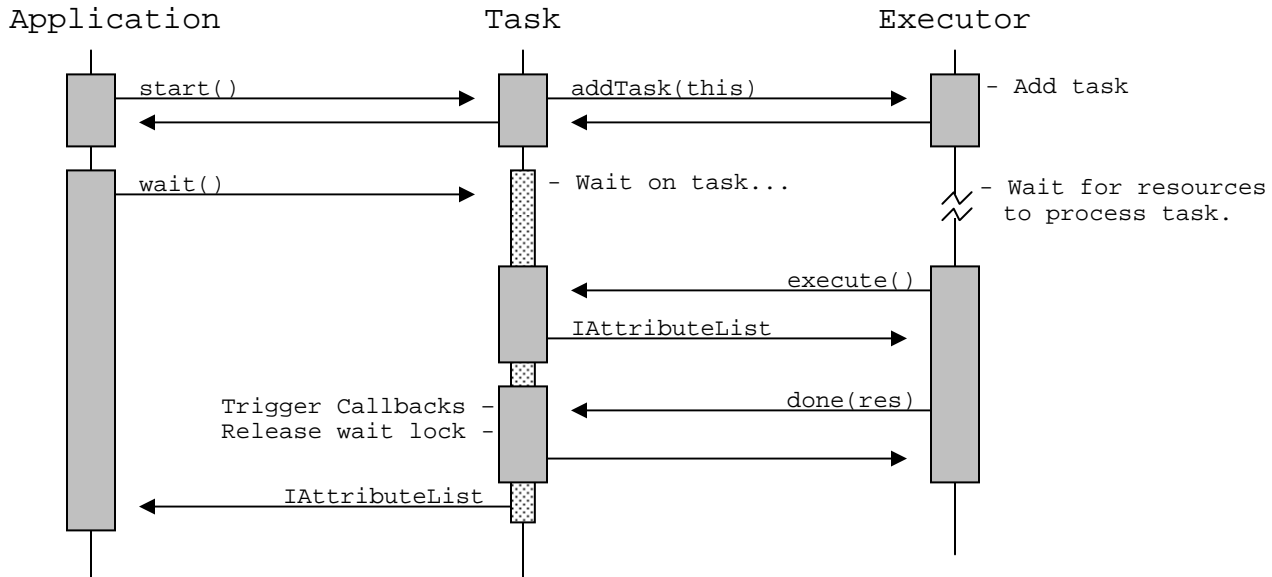 Application
Task
Executor
start()
addTask(this)
- Add task
wait()
- Wait on task...
- Wait for resources
to process task.
execute()
IAttributeList
Trigger Callbacks -
done(res)
Release wait lock -
IAttributeList